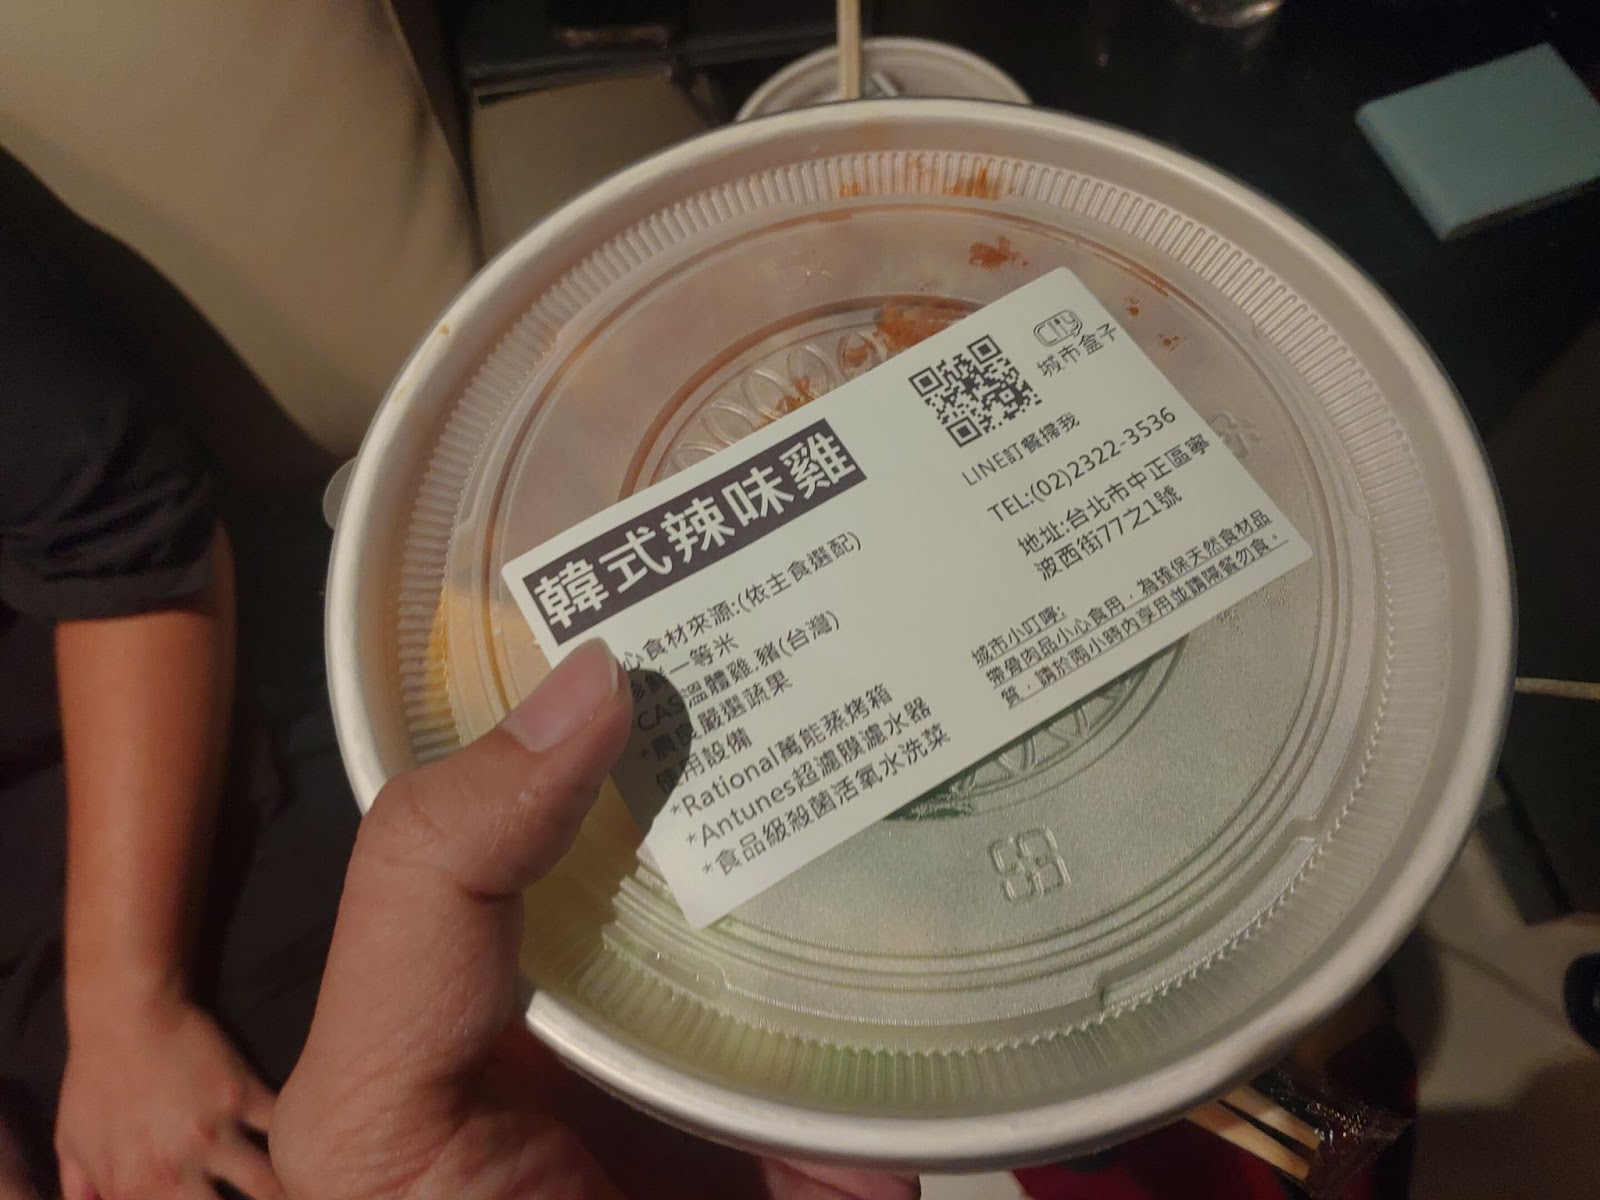 韓式辣味雞
心食材來源:(依主食選配)
一等米
CAS溫體雞.豬(台灣)
嚴選蔬果
使用設備
*Rational萬能蒸烤箱
*Antunes超濾膜濾水器
*食品級殺菌活氧水洗菜
City
城市盒子
LINE訂餐掃我
TEL:(02)2322-3536
地址:台北市中正區寧
波西街77之1號
城市小叮嚀:
帶骨肉品小心食用，為確保天然食材品
質，請於兩小時內享用並請隔餐勿食。